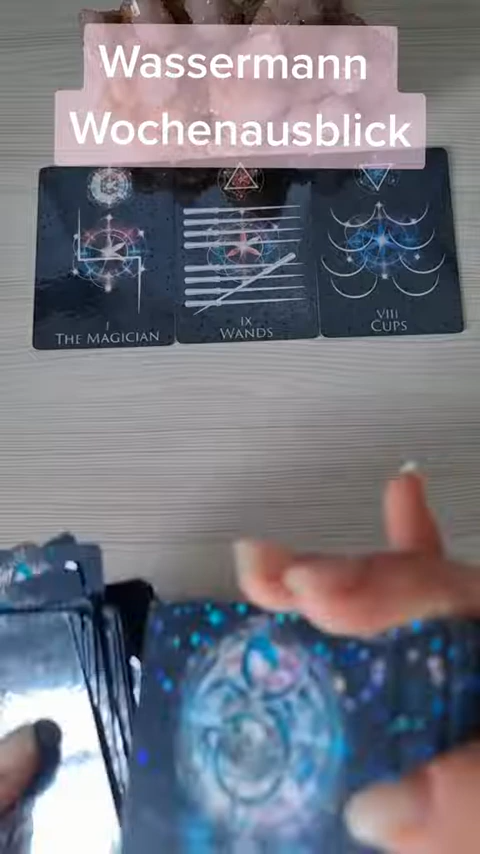 Wassermann
Wochenausblick
I
THE MAGICIAN
IX
WANDS
VIII
CUPS